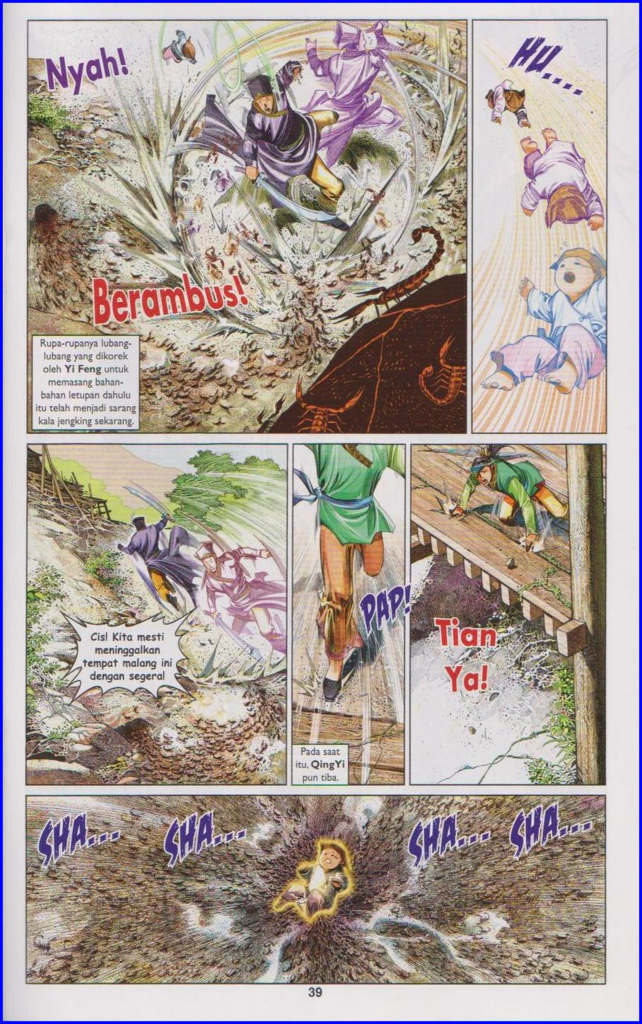 Nyah!
HU....
Berambus!
Rupa-rupanya lubang-
lubang yang dikorek
oleh Yi Feng untuk
memasang bahan-
bahan letupan dahulu
itu telah menjadi sarang
kala jengking sekarang.
Cis! Kita mesti
meninggalkan
tempat malang ini
dengan segera!
PAP!
Pada saat
itu, QingYi
pun tiba.
Tian
Ya!
SHA... SHA... SHA... SHA...
39